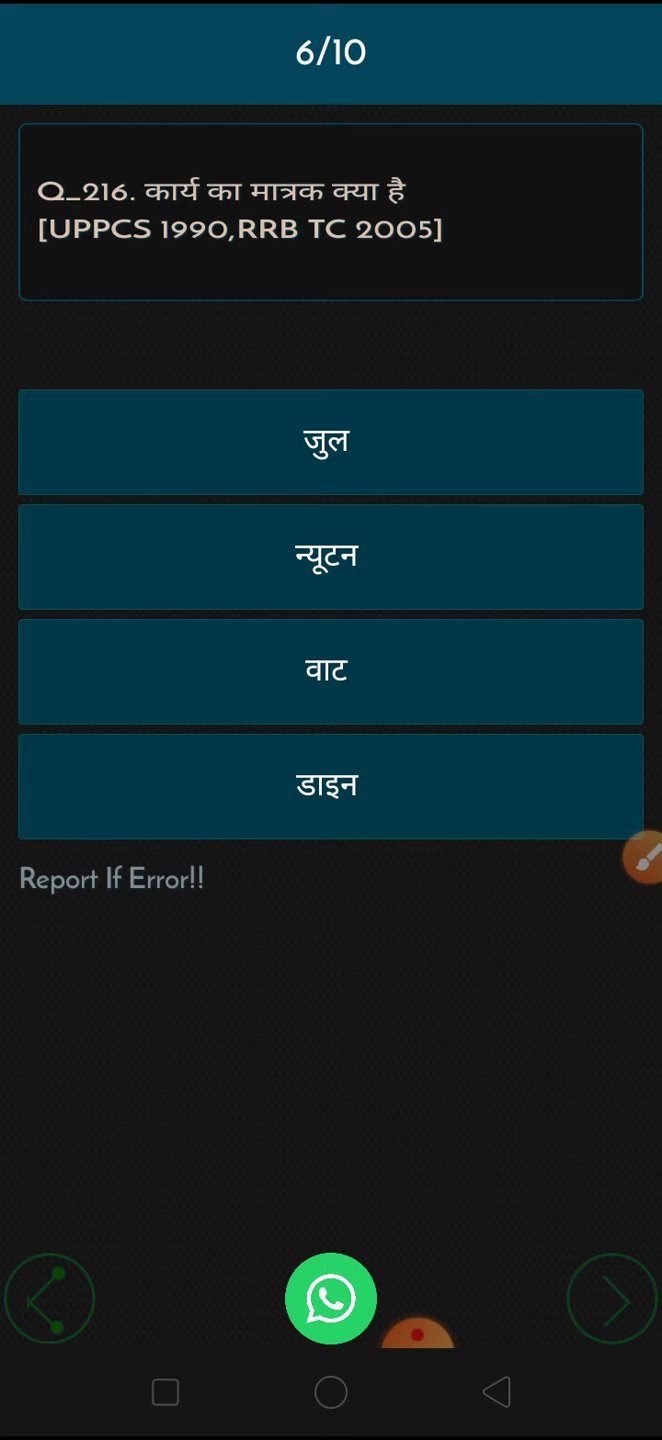 6/10
Q_216. कार्य का मात्रक क्या है
[UPPCS 1990,RRB TC 2005]
जुल
न्यूटन
वाट
डाइन
Report If Error!!